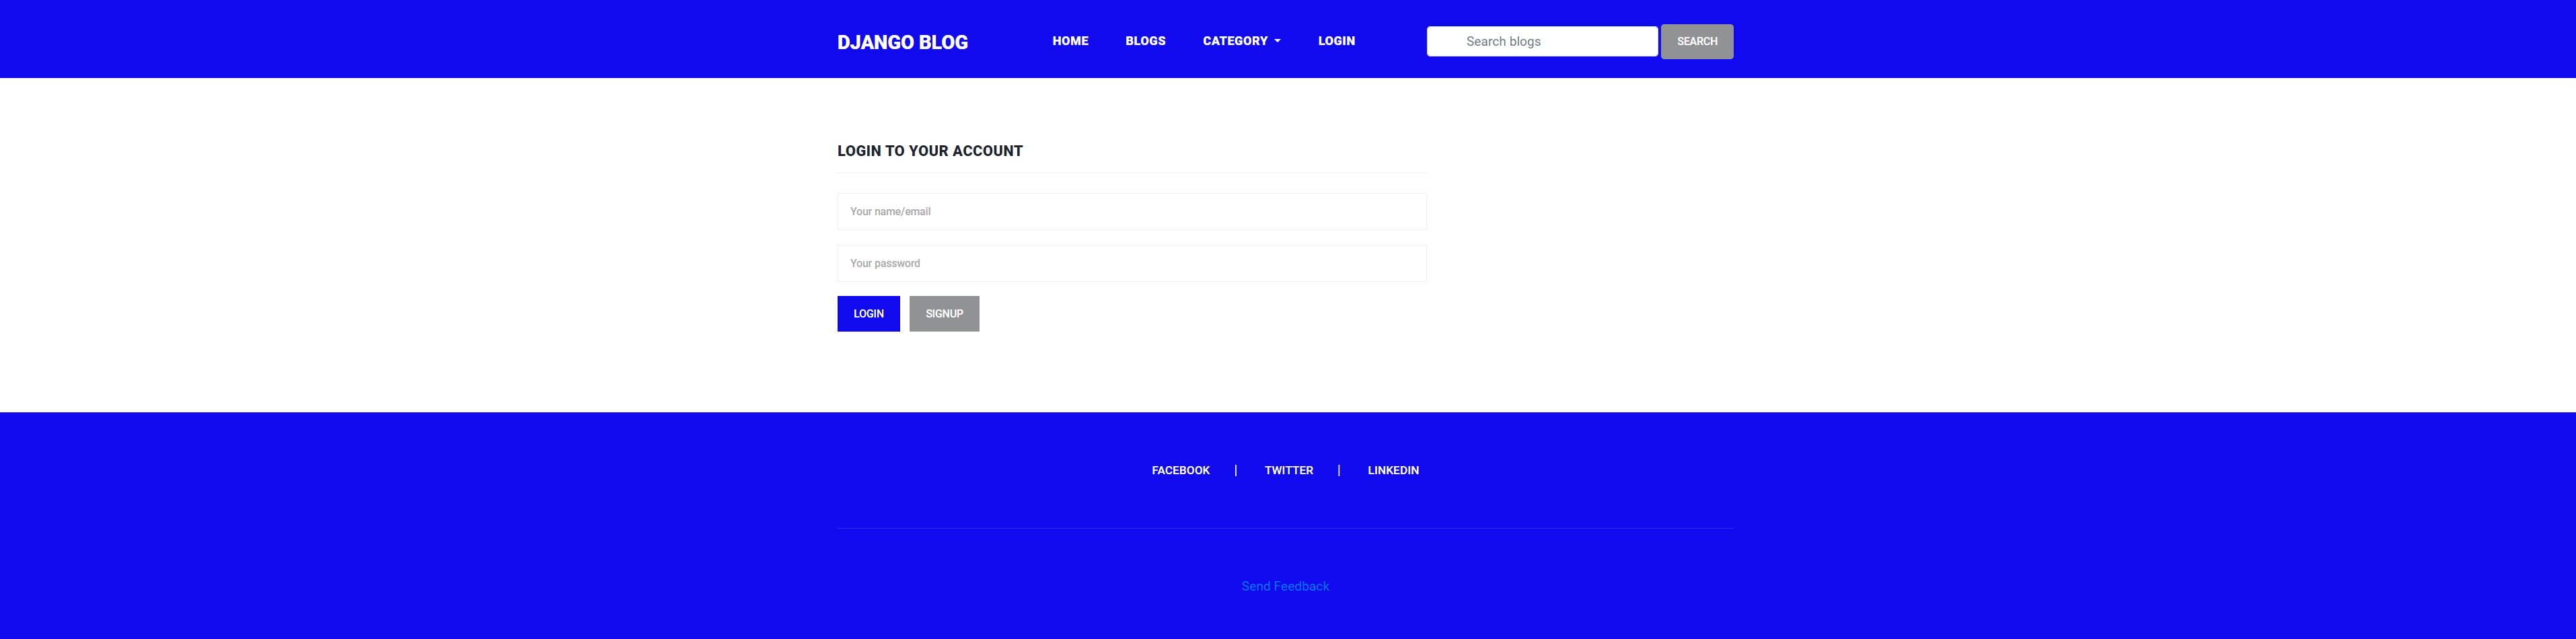 DJANGO BLOG HOME BLOGS CATEGORY LOGIN Search blogs SEARCH
LOGIN TO YOUR ACCOUNT
Your name/email
Your password
LOGIN SIGNUP
FACEBOOK | TWITTER | LINKEDIN
Send Feedback